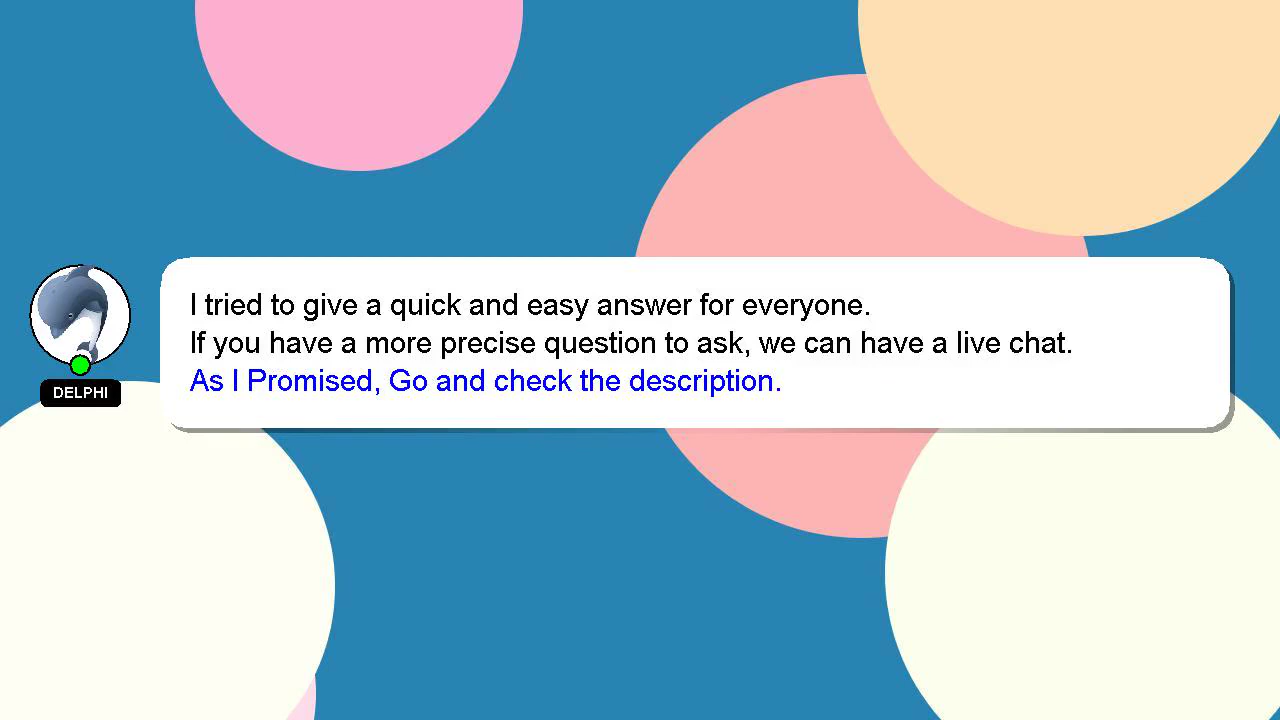 I tried to give a quick and easy answer for everyone.
If you have a more precise question to ask, we can have a live chat.
As I Promised, Go and check the description.
DELPHI